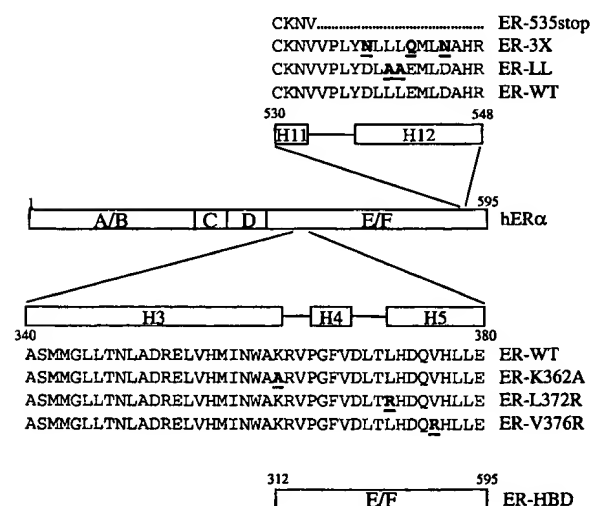 CKNV.................................... ER-535stop
CKNVVPLYNLLLQMLNAHR ER-3X
CKNVVPLYDLAAEMLDAHR ER-LL
CKNVVPLYDLLLEMLDAHR ER-WT
530 548
H11 H12
1 595
A/B C D E/F hERα
H3 H4 H5
340 380
ASMMGLLTNLADRELVHMINWAKRVPGFVDLTLHDQVHLLE ER-WT
ASMMGLLTNLADRELVHMINWAARVPGFVDLTLHDQVHLLE ER-K362A
ASMMGLLTNLADRELVHMINWAKRVPGFVDLTRHDQVHLLE ER-L372R
ASMMGLLTNLADRELVHMINWAKRVPGFVDLTLHDQRHLLE ER-V376R
312 595
E/F ER-HBD